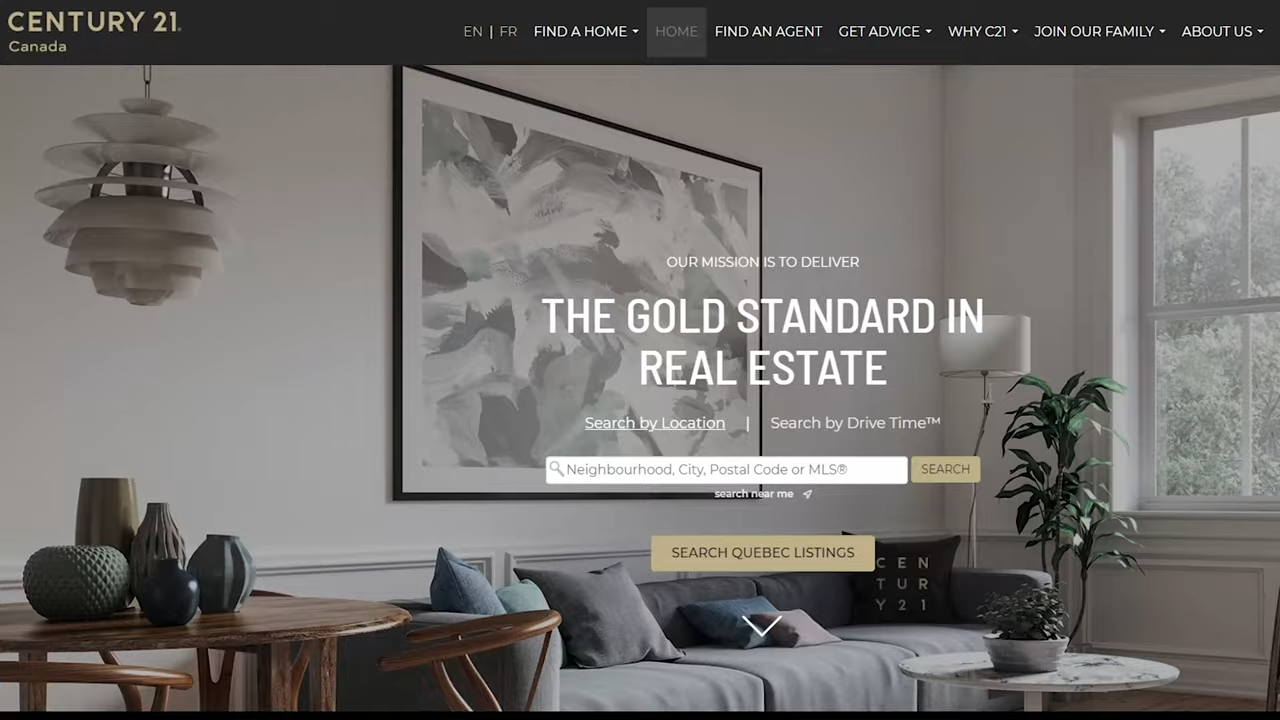 CENTURY 21.
Canada
EN | FR FIND A HOME HOME FIND AN AGENT GET ADVICE WHY C21 JOIN OUR FAMILY ABOUT US
OUR MISSION IS TO DELIVER
THE GOLD STANDARD IN
REAL ESTATE
Search by Location | Search by Drive Time™
Neighbourhood, City, Postal Code or MLS® SEARCH
search near me
SEARCH QUEBEC LISTINGS
CEN
TUR
Y21